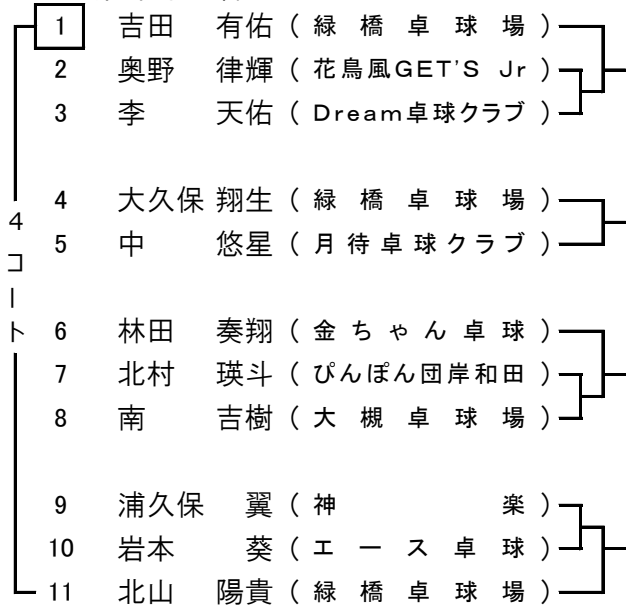 1 吉田 有佑 ( 緑橋卓球場 )
2 奥野 律輝 ( 花鳥風GET'S Jr )
3 李 天佑 ( Dream卓球クラブ )
4 大久保 翔生 ( 緑橋卓球場 )
5 中 悠星 ( 月待卓球クラブ )
4コート
6 林田 奏翔 ( 金ちゃん卓球 )
7 北村 瑛斗 ( ぴんぽん団岸和田 )
8 南 吉樹 ( 大槻卓球場 )
9 浦久保 翼 ( 神楽 )
10 岩本 葵 ( エース卓球 )
11 北山 陽貴 ( 緑橋卓球場 )